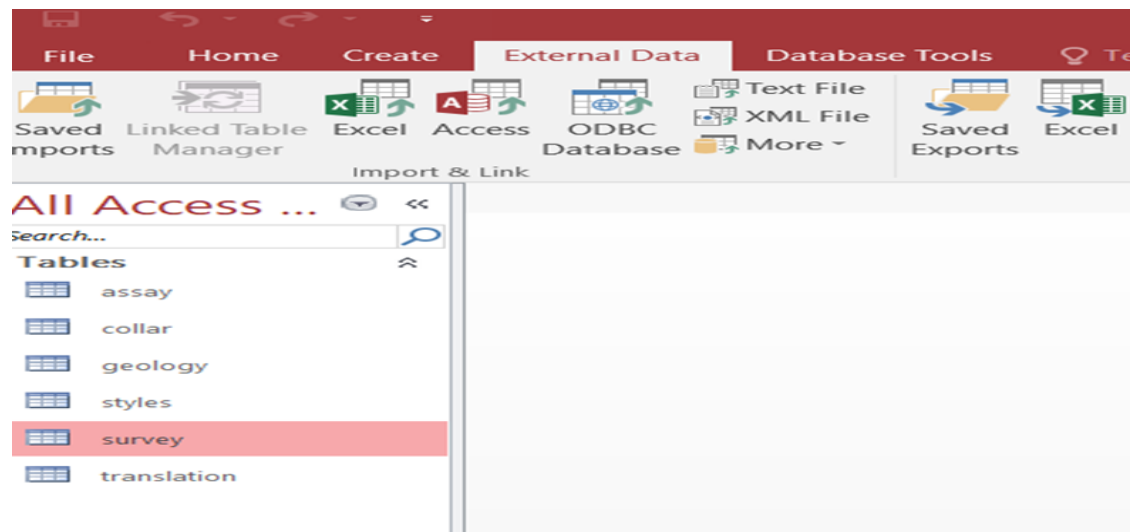 File Home Create External Data Database Tools
Saved Linked Table Excel Access ODBC Text File Saved Excel
mports Manager Database XML File Exports
More
Import & Link
All Access ...
Search...
Tables
assay
collar
geology
styles
survey
translation